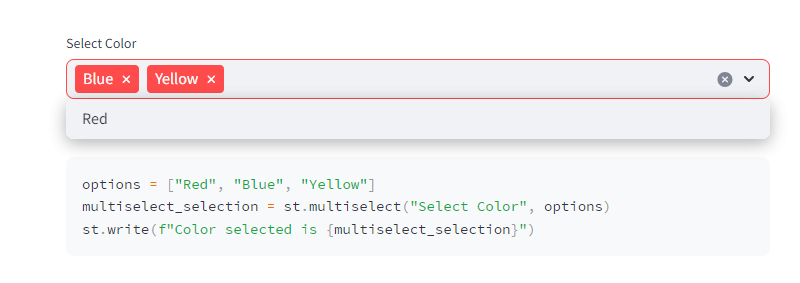 Select Color
Blue × Yellow ×
Red
options = ["Red", "Blue", "Yellow"]
multiselect_selection = st.multiselect("Select Color", options)
st.write(f"Color selected is {multiselect_selection}")